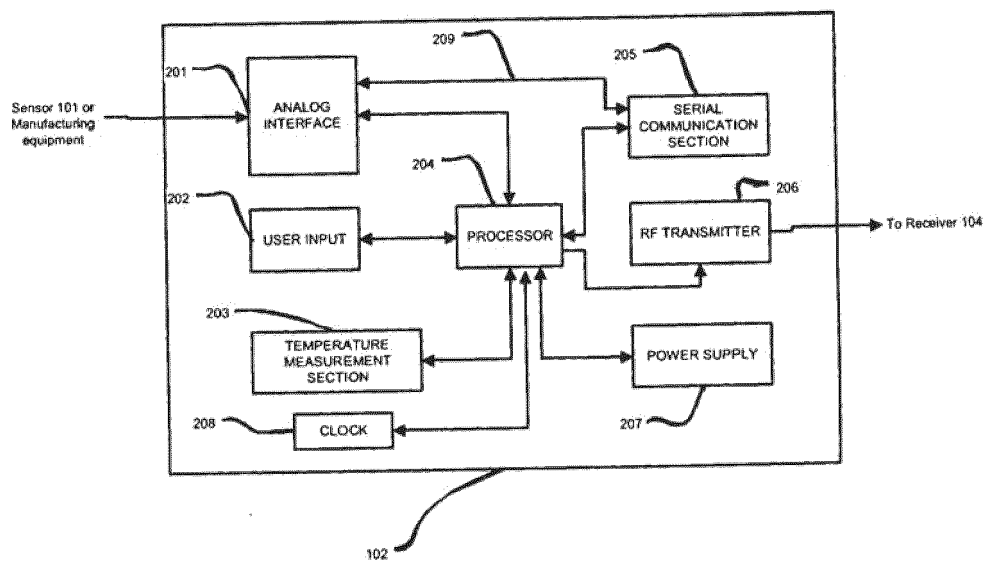 209
205
201
Sensor 101 or
Manufacturing
equipment
ANALOG
INTERFACE
SERIAL
COMMUNICATION
SECTION
204
206
202
USER INPUT
PROCESSOR
RF TRANSMITTER
To Receiver 104
203
TEMPERATURE
MEASUREMENT
SECTION
POWER SUPPLY
208
CLOCK
207
102